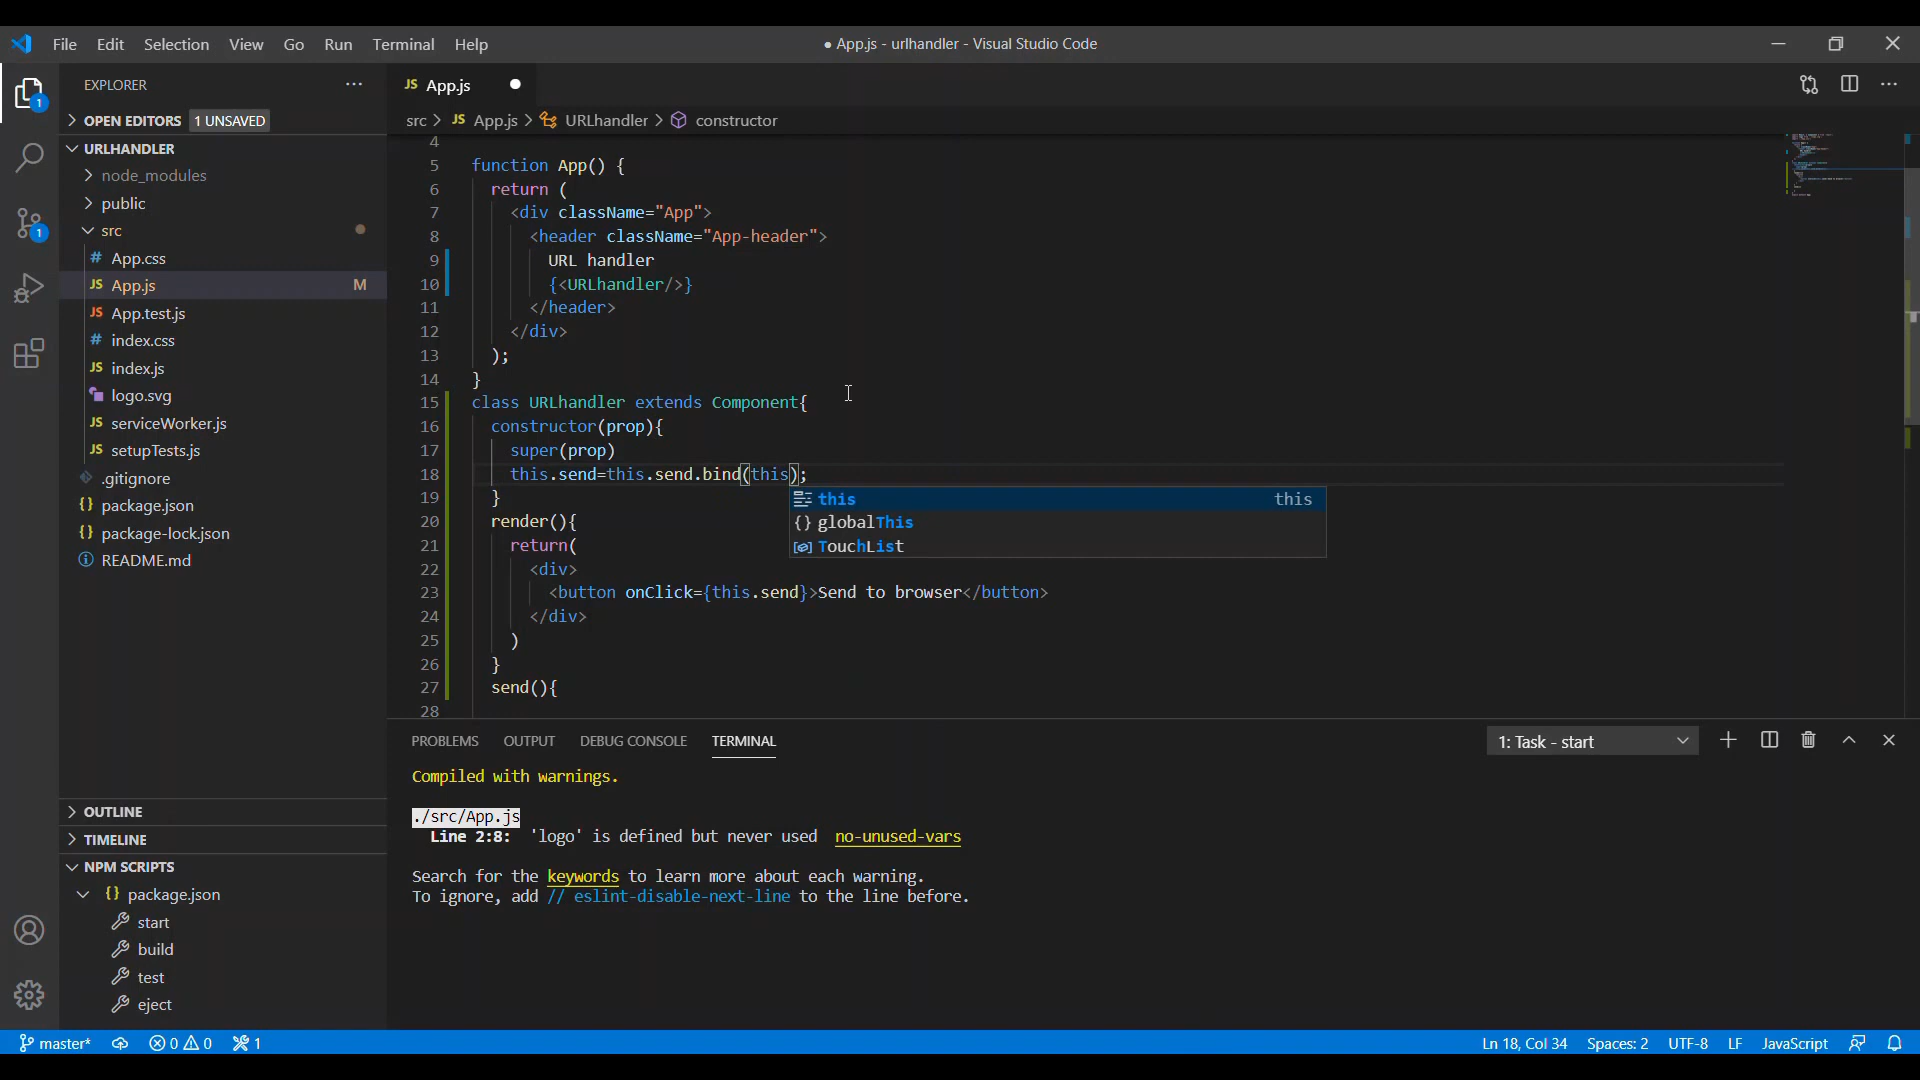 File Edit Selection View Go Run Terminal Help
● App.js - urlhandler - Visual Studio Code
EXPLORER
OPEN EDITORS 1 UNSAVED
URLHANDLER
node_modules
public
src
# App.css
JS App.js M
JS App.test.js
# index.css
JS index.js
logo.svg
JS serviceWorker.js
JS setupTests.js
.gitignore
{} package.json
{} package-lock.json
README.md
OUTLINE
TIMELINE
NPM SCRIPTS
{} package.json
start
build
test
eject
1
1
JS App.js ●
src > JS App.js > URLhandler > constructor
4
5 function App() {
6 return (
7 <div className="App">
8 <header className="App-header">
9 URL handler
10 {<URLhandler/>}
11 </header>
12 </div>
13 );
14 }
15 class URLhandler extends Component{
16 constructor(prop){
17 super(prop)
18 this.send=this.send.bind(this);
19 }
20 render(){
21 return(
22 <div>
23 <button onClick={this.send}>Send to browser</button>
24 </div>
25 )
26 }
27 send(){
28
this this
{} globalThis
TouchList
PROBLEMS OUTPUT DEBUG CONSOLE TERMINAL
1: Task - start
Compiled with warnings.
./src/App.js
Line 2:8: 'logo' is defined but never used no-unused-vars
Search for the keywords to learn more about each warning.
To ignore, add // eslint-disable-next-line to the line before.
master* 0 0 1
Ln 18, Col 34 Spaces: 2 UTF-8 LF JavaScript